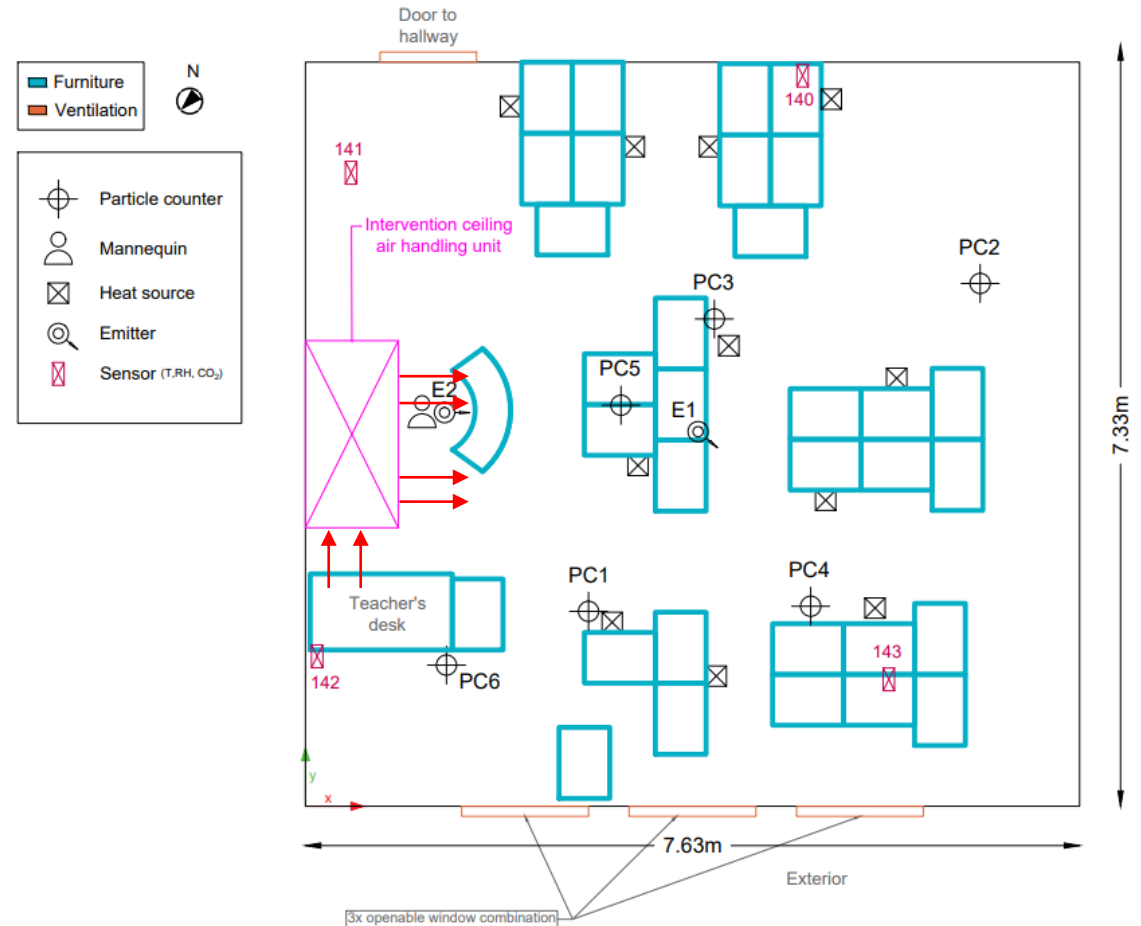 Door to
hallway
Furniture
Ventilation
N
Particle counter
Mannequin
Heat source
Emitter
Sensor (T,RH, CO₂)
140
141
Intervention ceiling
air handling unit
PC2
PC3
PC5
E2
E1
7.33m
PC1
PC4
Teacher's
desk
143
142
PC6
y
x
7.63m
Exterior
3x openable window combination